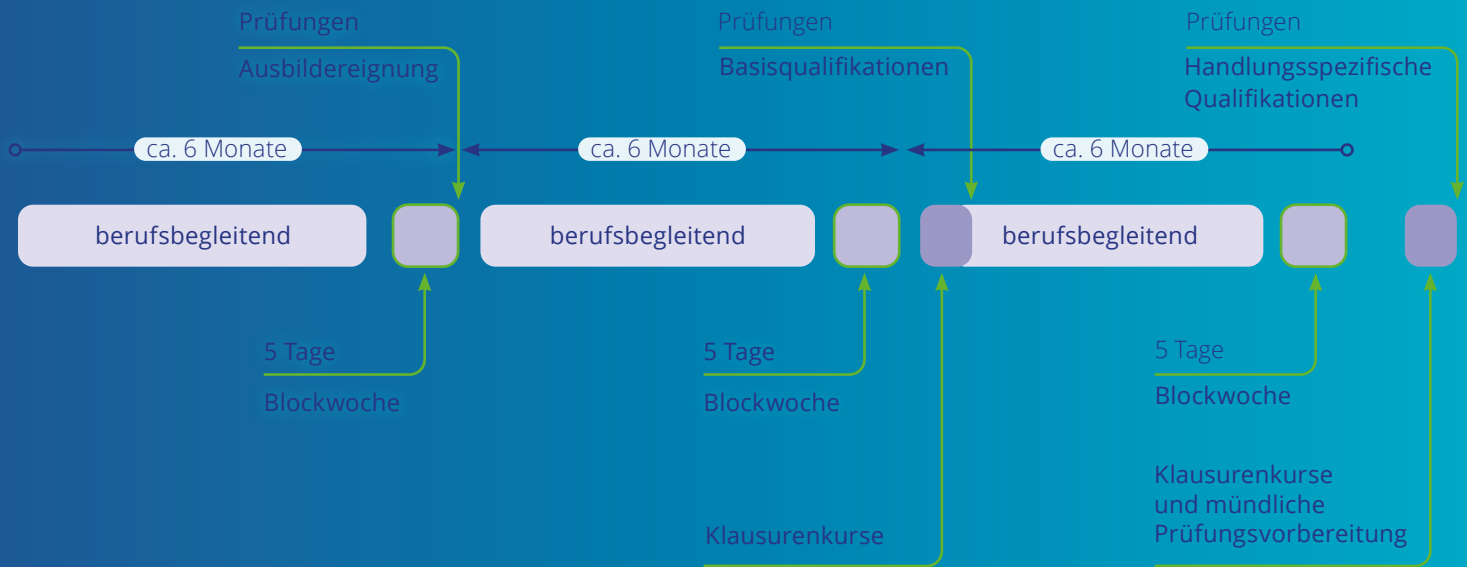 Prüfungen
Ausbildereignung
Prüfungen
Basisqualifikationen
Prüfungen
Handlungsspezifische
Qualifikationen
ca. 6 Monate
ca. 6 Monate
ca. 6 Monate
berufsbegleitend
berufsbegleitend
berufsbegleitend
5 Tage
Blockwoche
5 Tage
Blockwoche
5 Tage
Blockwoche
Klausurenkurse
Klausurenkurse
und mündliche
Prüfungsvorbereitung